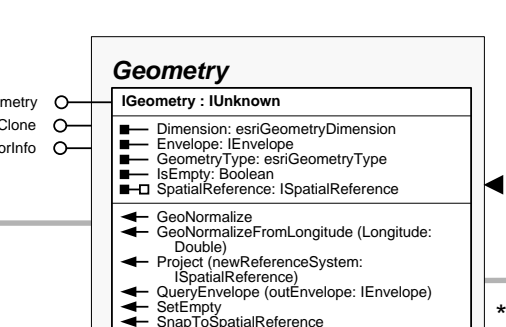 Geometry
IGeometry : IUnknown
metry
Clone
orInfo
Dimension: esriGeometryDimension
Envelope: IEnvelope
GeometryType: esriGeometryType
IsEmpty: Boolean
SpatialReference: ISpatialReference
GeoNormalize
GeoNormalizeFromLongitude (Longitude:
Double)
Project (newReferenceSystem:
ISpatialReference)
QueryEnvelope (outEnvelope: IEnvelope)
SetEmpty
SnapToSpatialReference
*